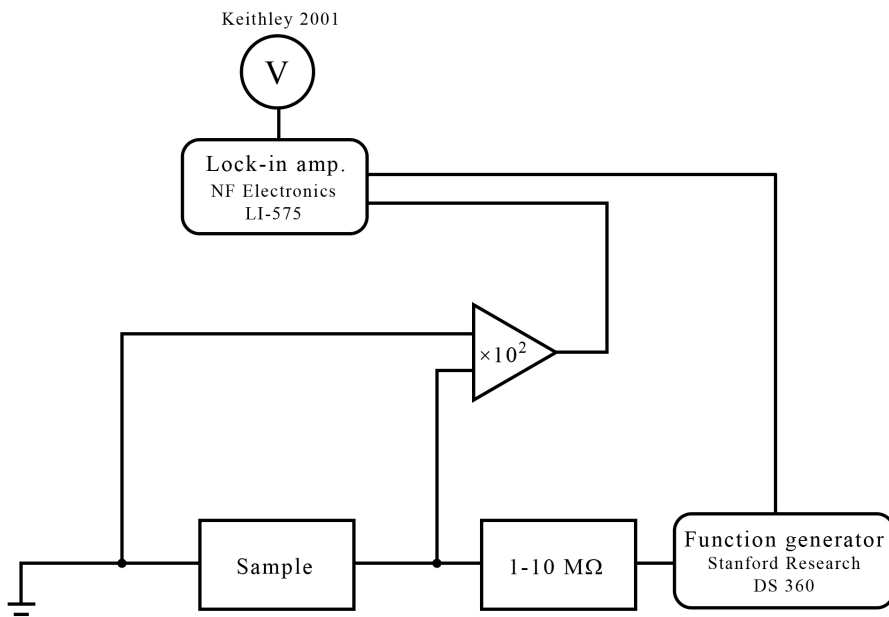 Keithley 2001
V
Lock-in amp.
NF Electronics
LI-575
×10²
Sample
1-10 MΩ
Function generator
Stanford Research
DS 360